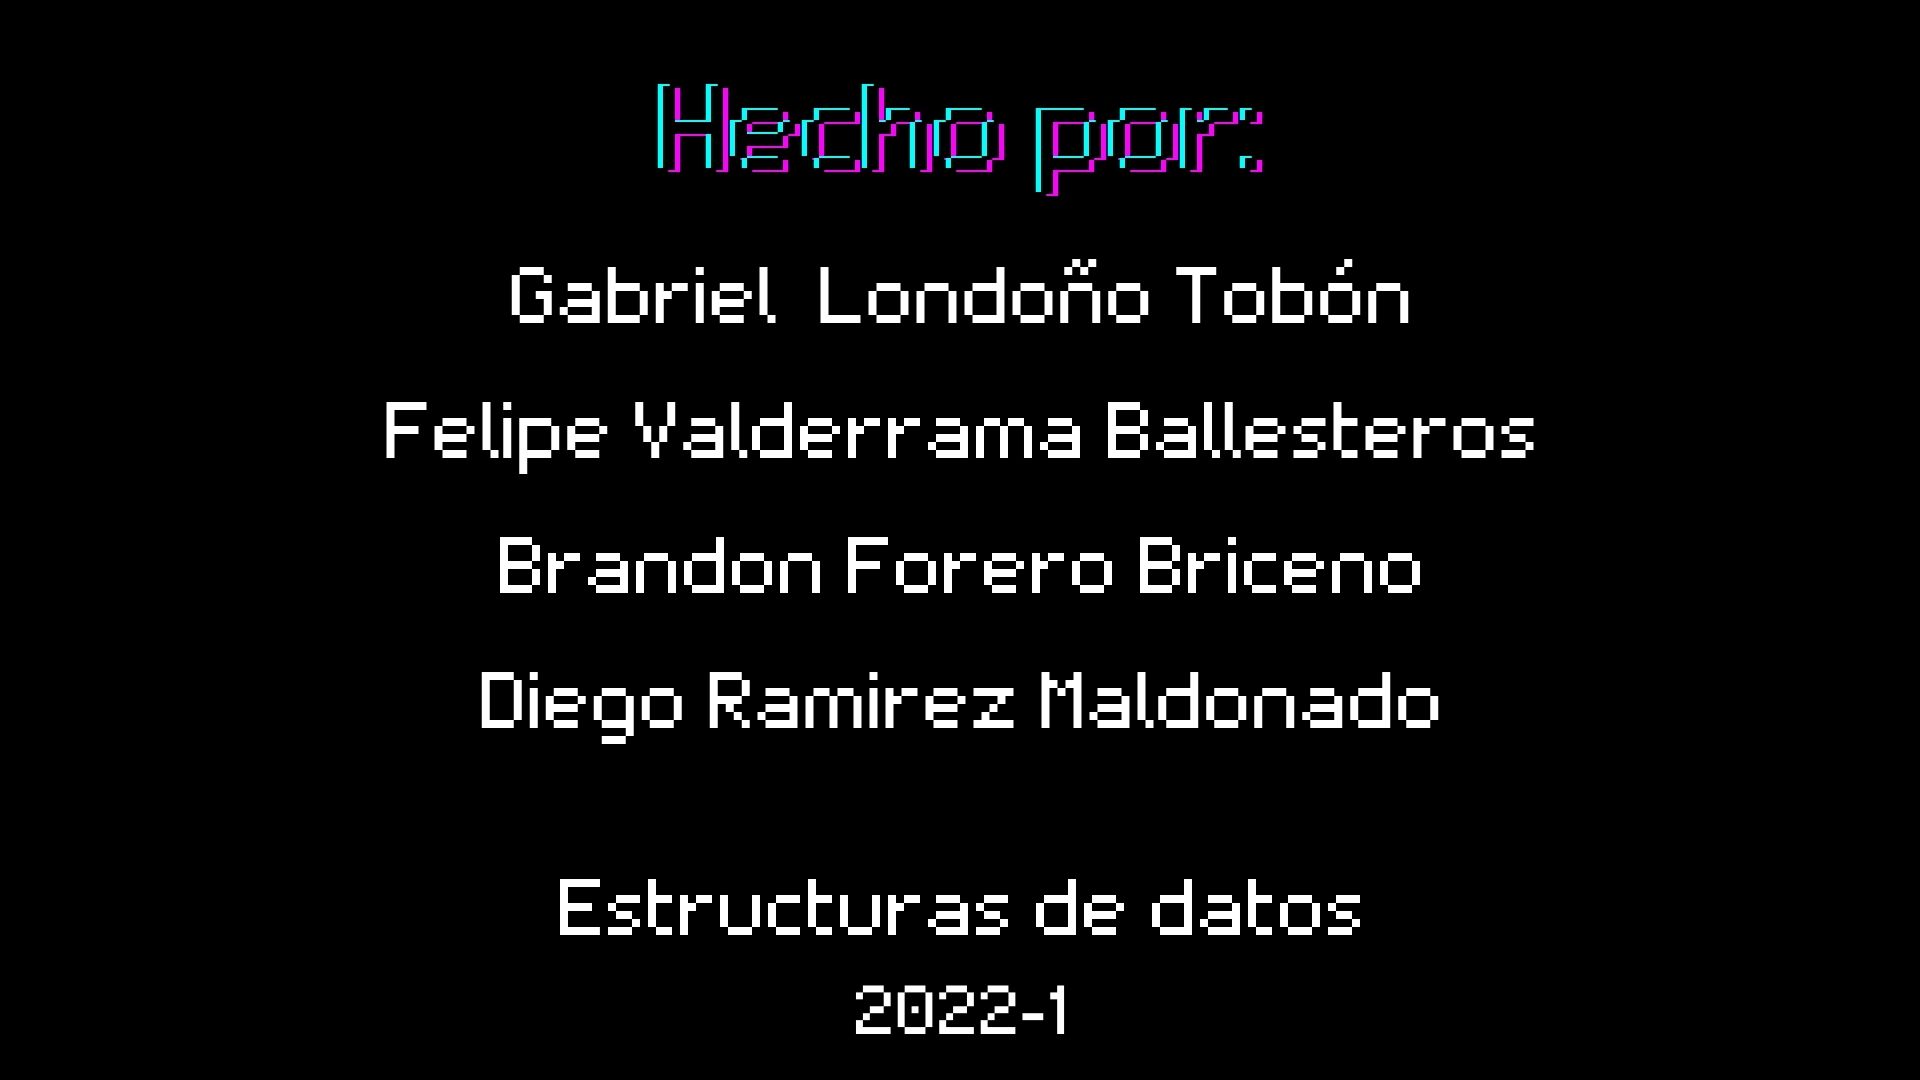 Hecho por:
Gabriel Londoño Tobón
Felipe Valderrama Ballesteros
Brandon Forero Briceno
Diego Ramirez Maldonado
Estructuras de datos
2022-1